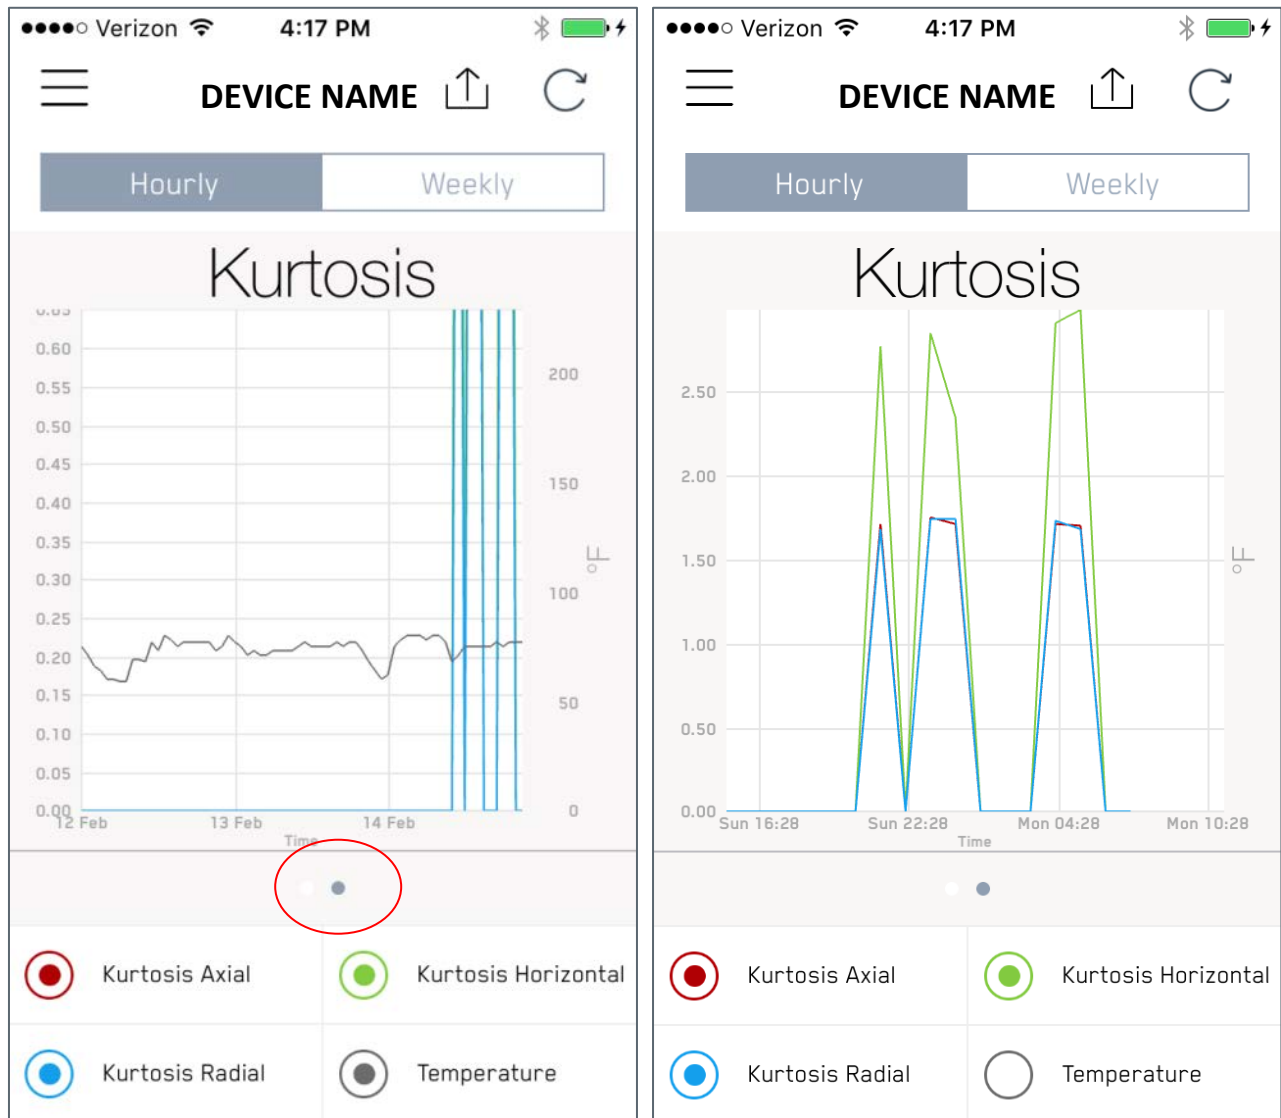 Verizon 4:17 PM
DEVICE NAME
Hourly Weekly
Kurtosis
0.65
0.60
0.55
0.50
0.45
0.40
0.35
0.30
0.25
0.20
0.15
0.10
0.05
0.00
200
150
100
50
0
°F
12 Feb 13 Feb 14 Feb
Time
Kurtosis Axial Kurtosis Horizontal
Kurtosis Radial Temperature
Verizon 4:17 PM
DEVICE NAME
Hourly Weekly
Kurtosis
2.50
2.00
1.50
1.00
0.50
0.00
°F
Sun 16:28 Sun 22:28 Mon 04:28 Mon 10:28
Time
Kurtosis Axial Kurtosis Horizontal
Kurtosis Radial Temperature